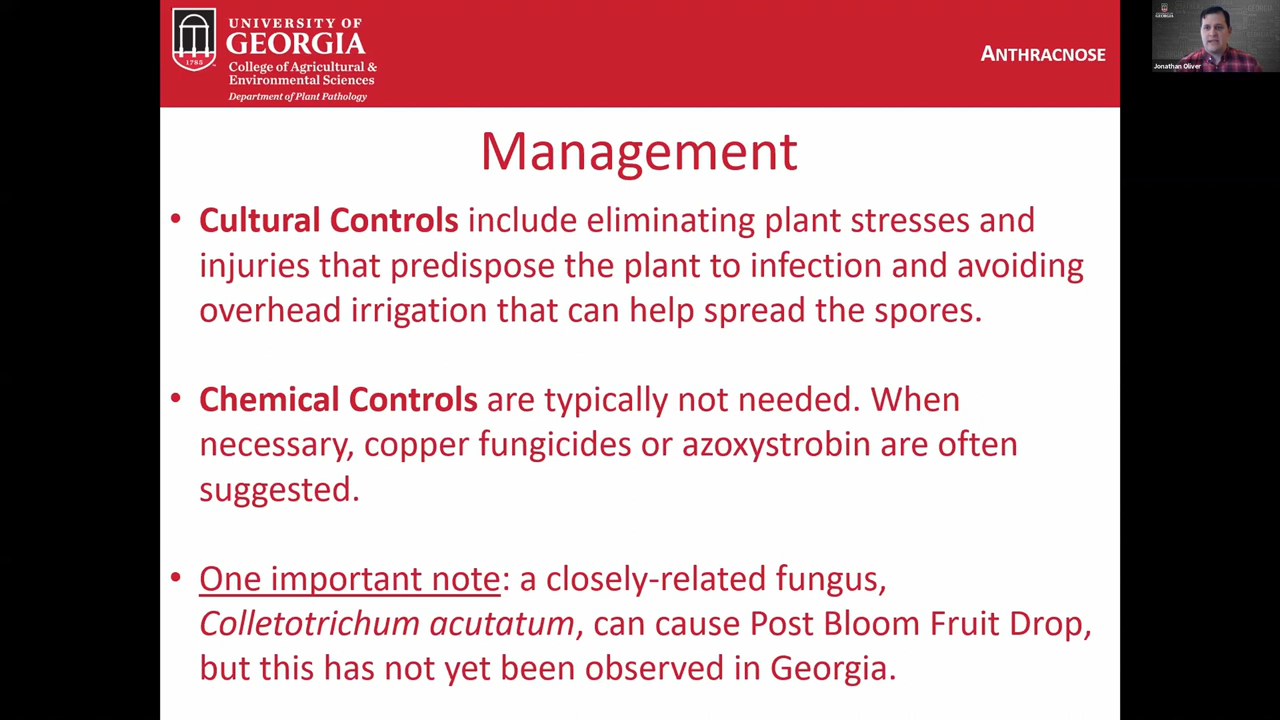 UNIVERSITY OF
GEORGIA
College of Agricultural &
Environmental Sciences
Department of Plant Pathology
1785
ANTHRACNOSE
GEORGIA
Jonathan Oliver
Management
• Cultural Controls include eliminating plant stresses and
injuries that predispose the plant to infection and avoiding
overhead irrigation that can help spread the spores.
• Chemical Controls are typically not needed. When
necessary, copper fungicides or azoxystrobin are often
suggested.
• One important note: a closely-related fungus,
Colletotrichum acutatum, can cause Post Bloom Fruit Drop,
but this has not yet been observed in Georgia.